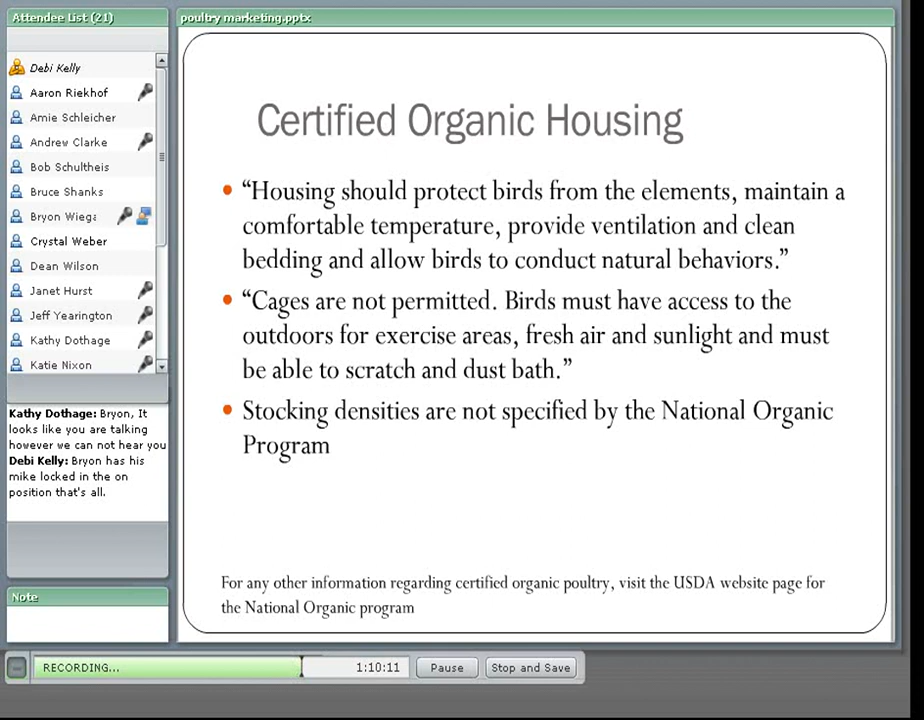 Attendee List (21)
Debi Kelly
Aaron Riekhof
Amie Schleicher
Andrew Clarke
Bob Schultheis
Bruce Shanks
Bryon Wiega
Crystal Weber
Dean Wilson
Janet Hurst
Jeff Yearington
Kathy Dothage
Katie Nixon
Kathy Dothage: Bryon, It
looks like you are talking
however we can not hear you
Debi Kelly: Bryon has his
mike locked in the on
position that's all.
Note
poultry marketing.pptx
Certified Organic Housing
• “Housing should protect birds from the elements, maintain a
comfortable temperature, provide ventilation and clean
bedding and allow birds to conduct natural behaviors.”
• “Cages are not permitted. Birds must have access to the
outdoors for exercise areas, fresh air and sunlight and must
be able to scratch and dust bath.”
• Stocking densities are not specified by the National Organic
Program
For any other information regarding certified organic poultry, visit the USDA website page for
the National Organic program
RECORDING...
1:10:11
Pause
Stop and Save